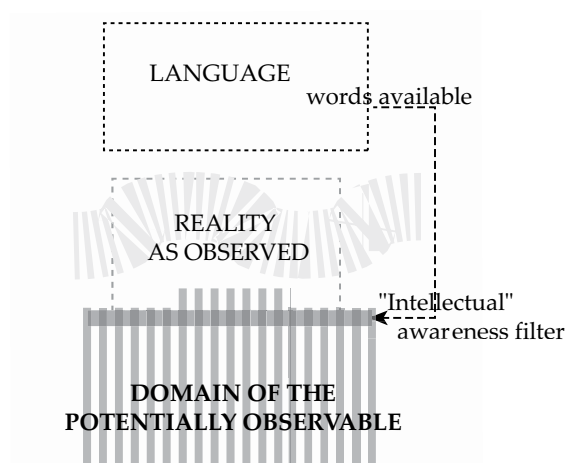 LANGUAGE
words available
REALITY
AS OBSERVED
"Intellectual"
awareness filter
DOMAIN OF THE
POTENTIALLY OBSERVABLE